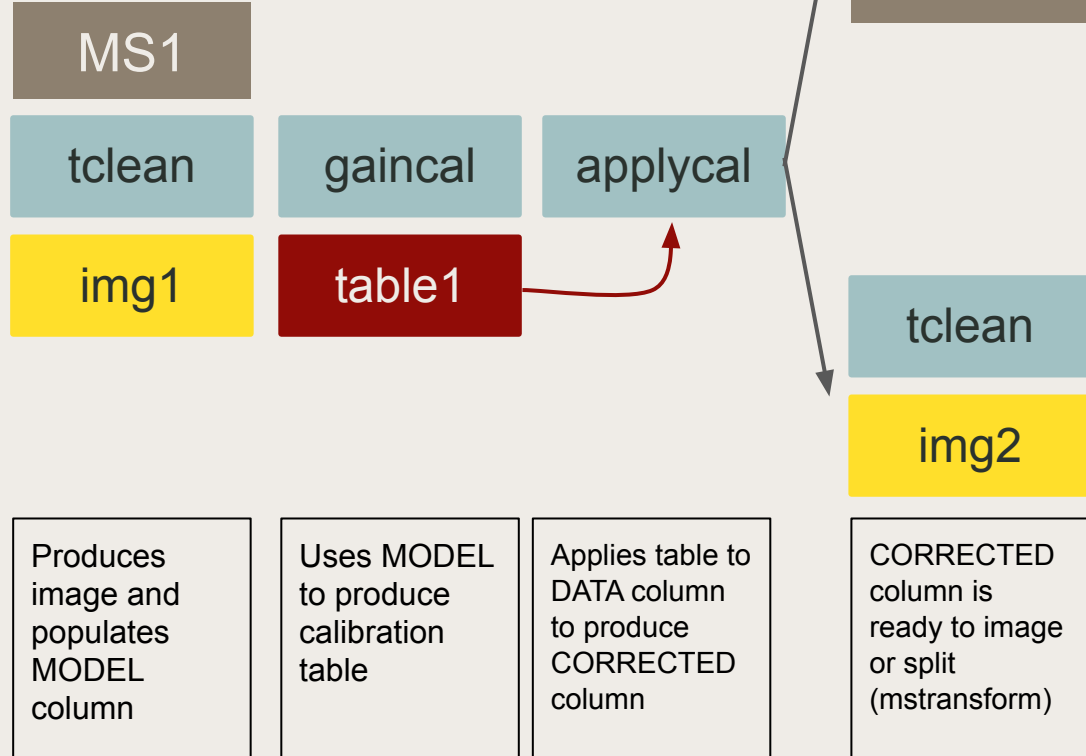 MS1
tclean
gaincal
applycal
img1
table1
tclean
img2
Produces
image and
populates
MODEL
column
Uses MODEL
to produce
calibration
table
Applies table to
DATA column
to produce
CORRECTED
column
CORRECTED
column is
ready to image
or split
(mstransform)